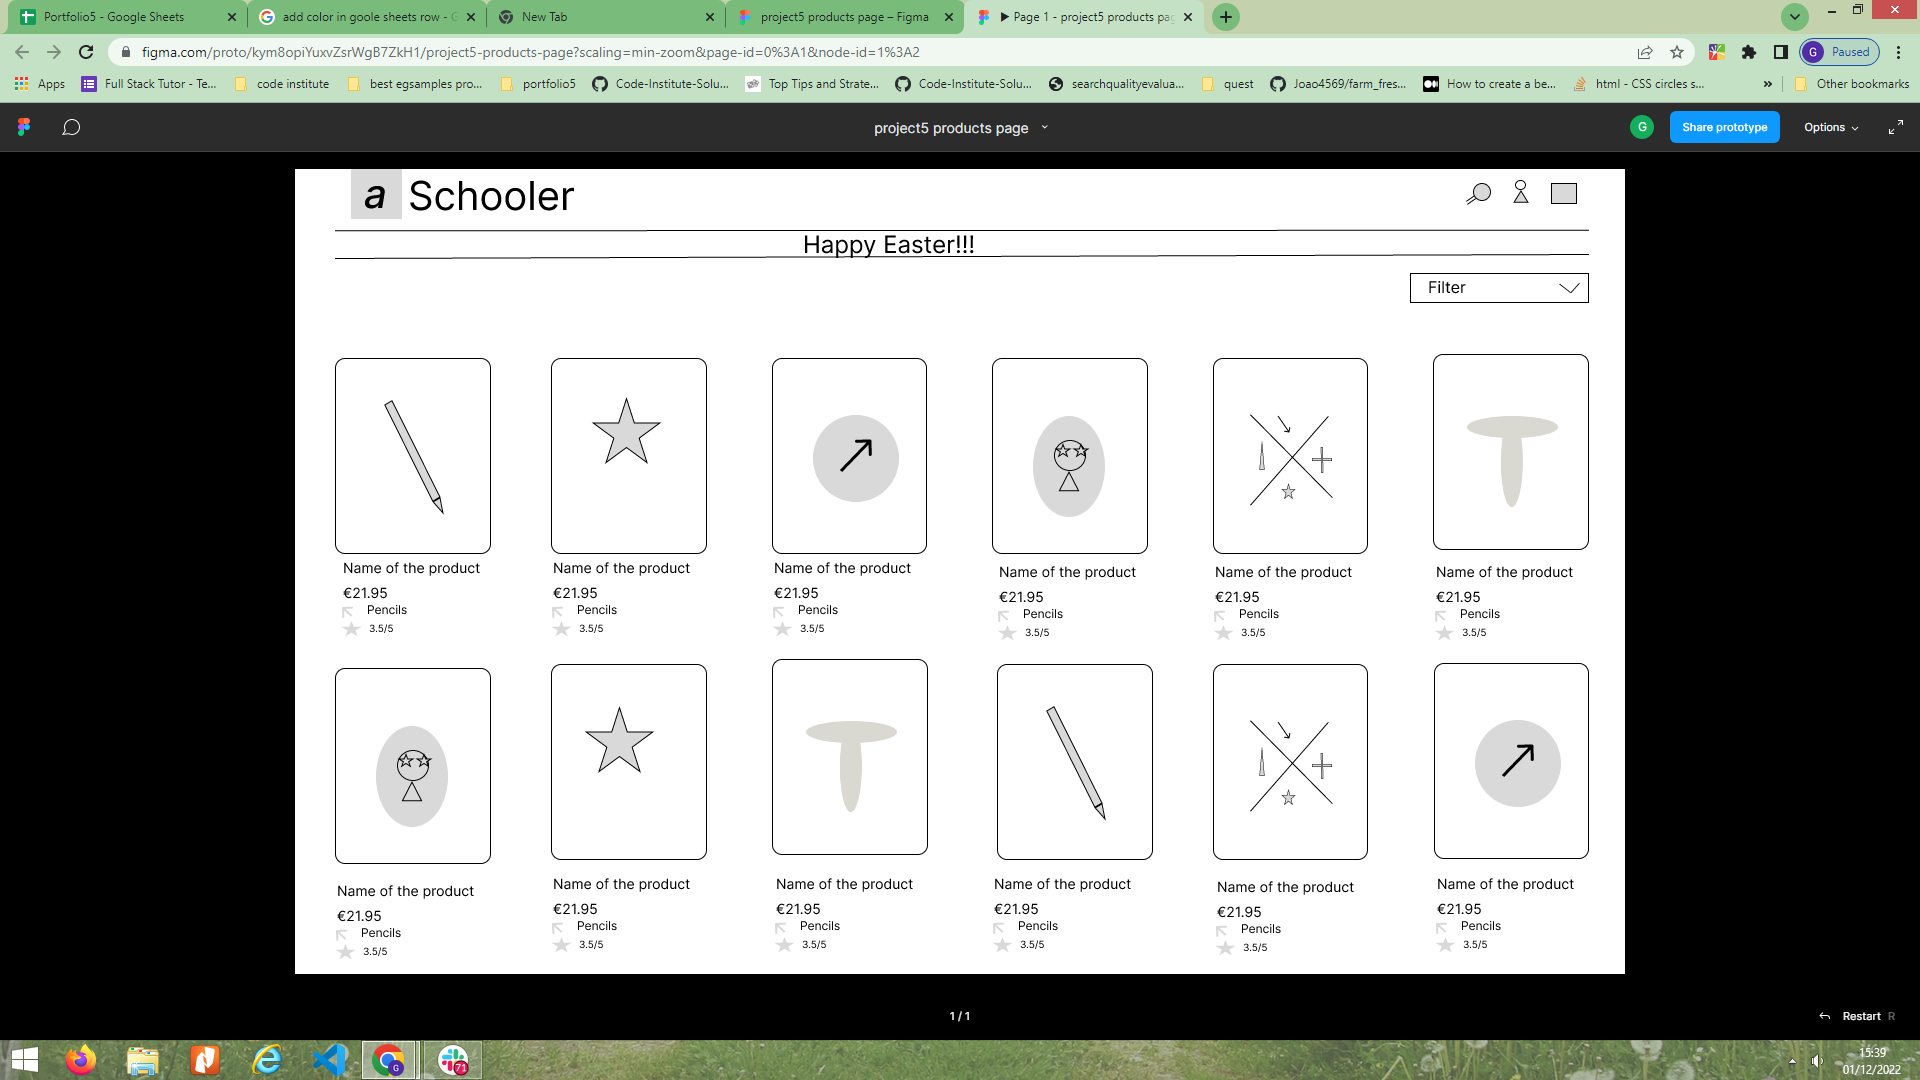 Portfolio5 - Google Sheets
add color in goole sheets row - G
New Tab
project5 products page – Figma
Page 1 - project5 products pag
figma.com/proto/kym8opiYuxvZsrWgB7ZkH1/project5-products-page?scaling=min-zoom&page-id=0%3A1&node-id=1%3A2
G Paused
Apps
Full Stack Tutor - Te...
code institute
best egsamples pro...
portfolio5
Code-Institute-Solu...
Top Tips and Strate...
Code-Institute-Solu...
searchqualityevalua...
quest
Joao4569/farm_fres...
How to create a be...
html - CSS circles s...
»
Other bookmarks
project5 products page
G
Share prototype
Options
a Schooler
Happy Easter!!!
Filter
Name of the product
€21.95
Pencils
3.5/5
Name of the product
€21.95
Pencils
3.5/5
Name of the product
€21.95
Pencils
3.5/5
Name of the product
€21.95
Pencils
3.5/5
Name of the product
€21.95
Pencils
3.5/5
Name of the product
€21.95
Pencils
3.5/5
Name of the product
€21.95
Pencils
3.5/5
Name of the product
€21.95
Pencils
3.5/5
Name of the product
€21.95
Pencils
3.5/5
Name of the product
€21.95
Pencils
3.5/5
Name of the product
€21.95
Pencils
3.5/5
Name of the product
€21.95
Pencils
3.5/5
1 / 1
Restart R
G
71
15:39
01/12/2022